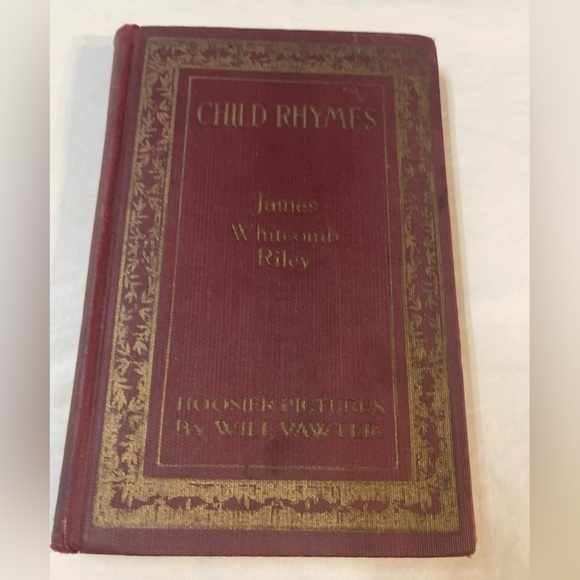 CHILD RHYMES
James
Whitcomb
Riley
HOOSIER PICTURES
BY WILL VAWTER